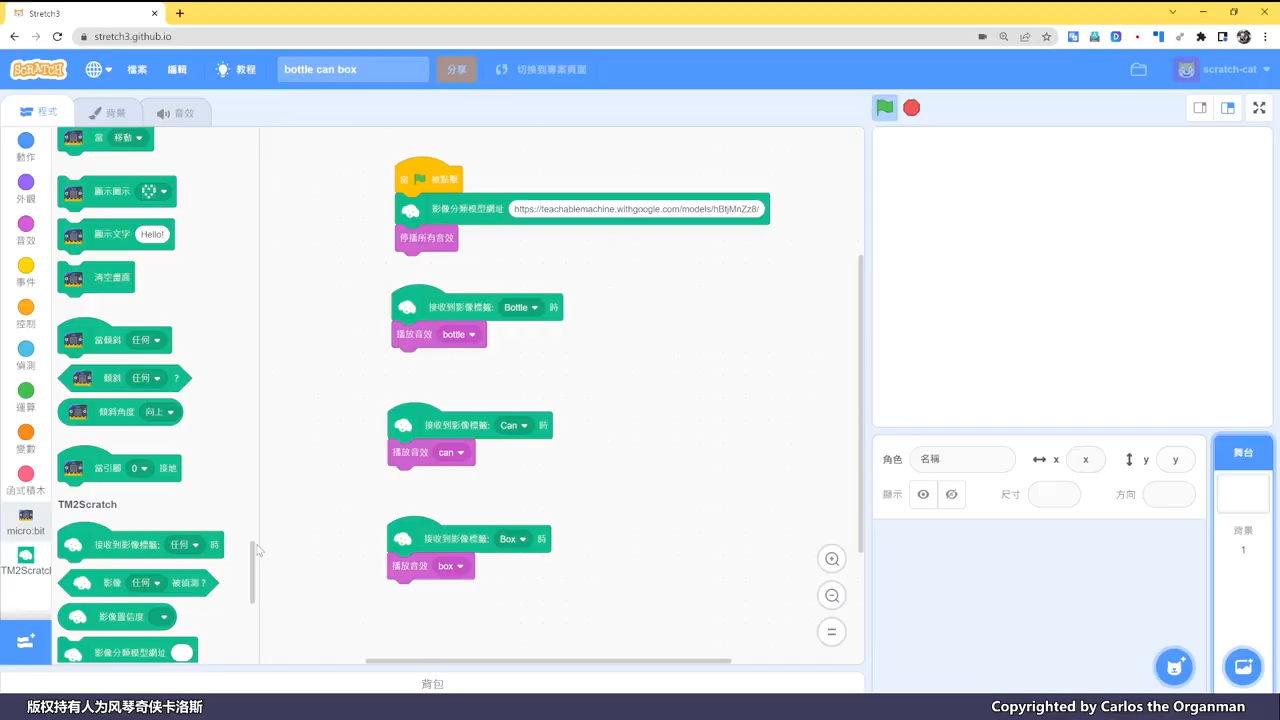 Stretch3
stretch3.github.io
SCRATCH
檔案
編輯
教程
bottle can box
分享
切換到專案頁面
scratch-cat
程式
背景
音效
動作
外觀
音效
事件
控制
偵測
運算
變數
函式積木
micro:bit
TM2Scratch
當 移動
顯示圖示
顯示文字 Hello!
清空畫面
當傾斜 任何
傾斜 任何 ?
傾斜角度 向上
當引腳 0 接地
TM2Scratch
接收到影像標籤: 任何 時
影像 任何 被偵測 ?
影像置信度
影像分類模型網址
當 被點擊
影像分類模型網址 https://teachablemachine.withgoogle.com/models/hBtjMnZz8/
停播所有音效
接收到影像標籤: Bottle 時
播放音效 bottle
接收到影像標籤: Can 時
播放音效 can
接收到影像標籤: Box 時
播放音效 box
背包
角色 名稱 x x y y
顯示 尺寸 方向
舞台
背景
1
版权持有人为风琴奇侠卡洛斯
Copyrighted by Carlos the Organman